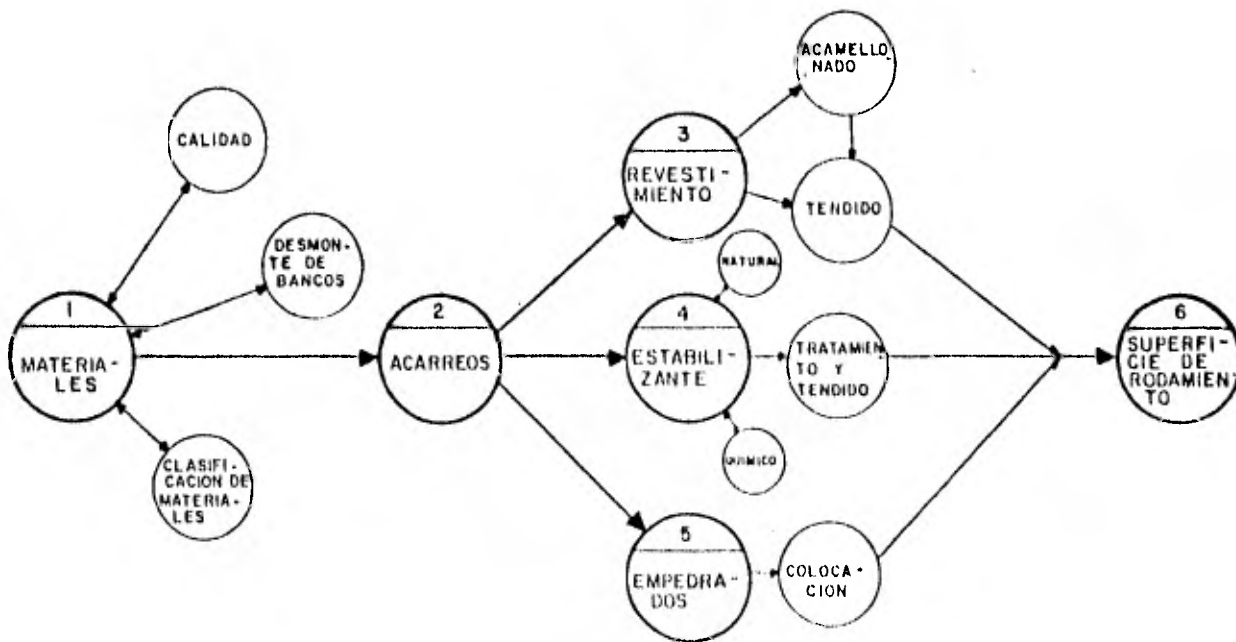 CALIDAD
DESMON-
TE DE
BANCOS
1
MATERIA-
LES
CLASIFI-
CACION DE
MATERIA-
LES
2
ACARREOS
3
REVESTI-
MIENTO
ACAMELLO
NADO
TENDIDO
NATURAL
4
ESTABILI-
ZANTE
TRATAMIEN
TO Y
TENDIDO
QUIMICO
5
EMPEDRA-
DOS
COLOCA-
CION
6
SUPERFI-
CIE DE
RODAMIEN
TO